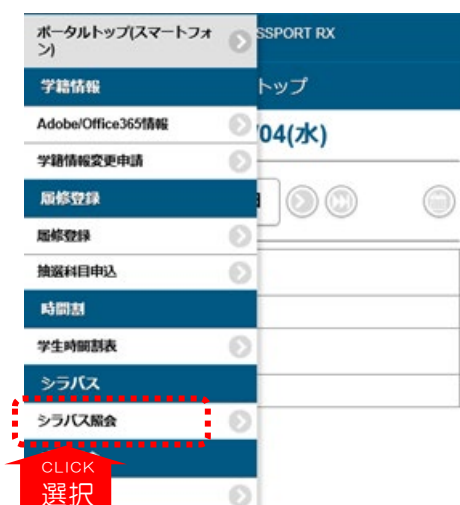 ポータルトップ(スマートフォ
ン)
SSPORT RX
学籍情報
トップ
Adobe/Office365情報
/04(水)
学籍情報変更申請
履修登録
履修登録
抽選科目申込
時間割
学生時間割表
シラバス
シラバス照会
CLICK
選択